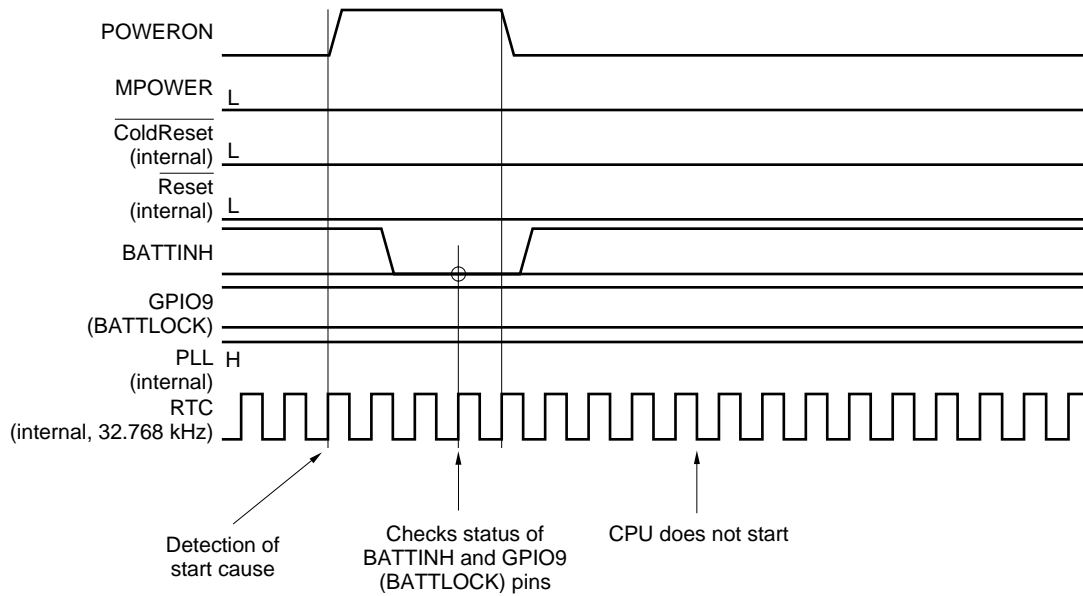 POWERON
MPOWER
L
ColdReset
(internal)
L
Reset
(internal)
L
BATTINH
GPIO9
(BATTLOCK)
PLL
(internal)
H
RTC
(internal, 32.768 kHz)
Detection of
start cause
Checks status of
BATTINH and GPIO9
(BATTLOCK) pins
CPU does not start